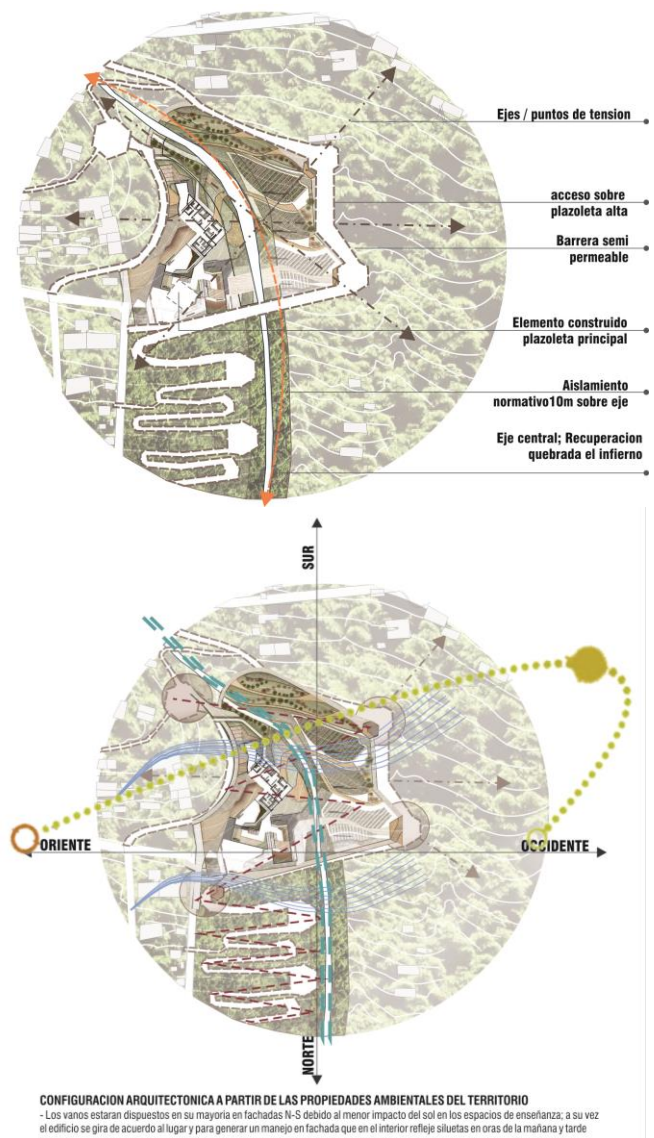 Ejes / puntos de tension
acceso sobre
plazoleta alta
Barrera semi
permeable
Elemento construido
plazoleta principal
Aislamiento
normativo10m sobre eje
Eje central; Recuperacion
quebrada el infierno
SUR
ORIENTE
OCCIDENTE
NORTE
CONFIGURACION ARQUITECTONICA A PARTIR DE LAS PROPIEDADES AMBIENTALES DEL TERRITORIO
- Los vanos estaran dispuestos en su mayoria en fachadas N-S debido al menor impacto del sol en los espacios de enseñanza; a su vez
el edificio se gira de acuerdo al lugar y para generar un manejo en fachada que en el interior refleje siluetas en oras de la mañana y tarde